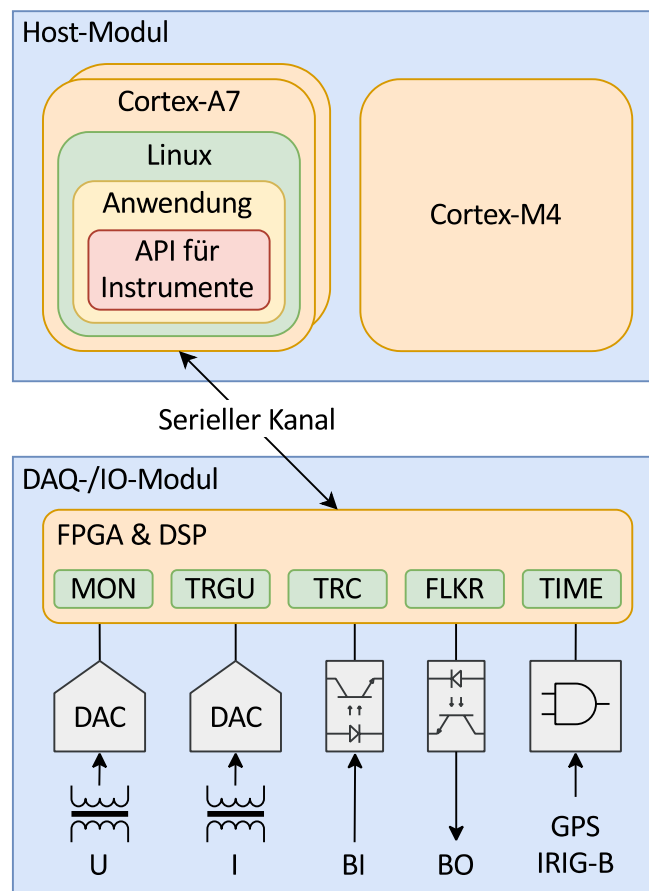 Host-Modul
Cortex-A7
Linux
Anwendung
API für
Instrumente
Cortex-M4
Serieller Kanal
DAQ-/IO-Modul
FPGA & DSP
MON
TRGU
TRC
FLKR
TIME
DAC
DAC
U
I
BI
BO
GPS
IRIG-B